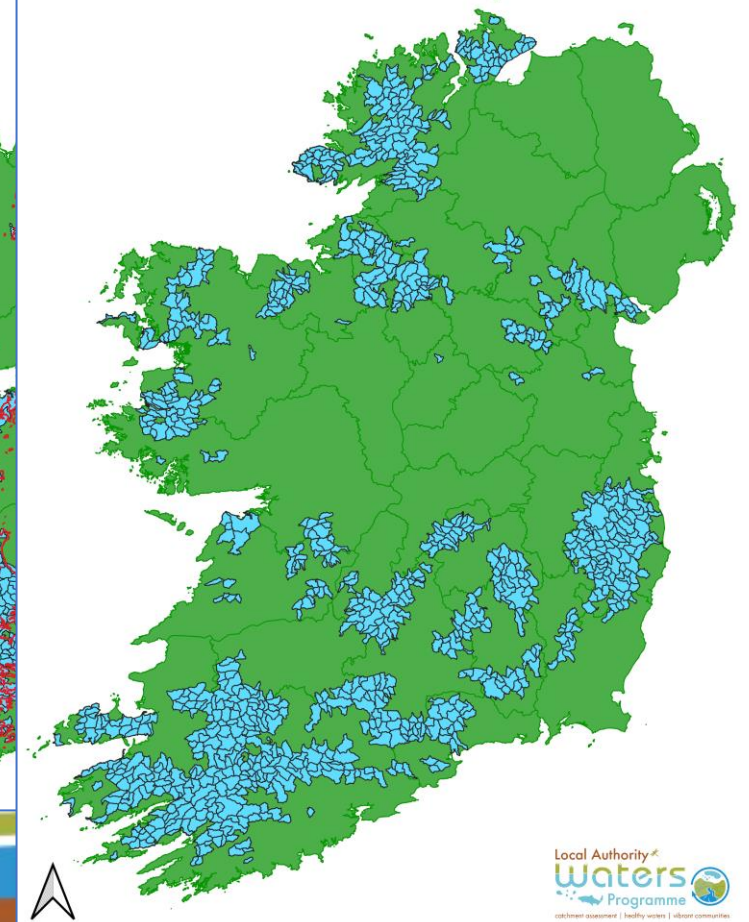 Local Authority
Waters
Programme
catchment assessment | healthy waters | vibrant communities